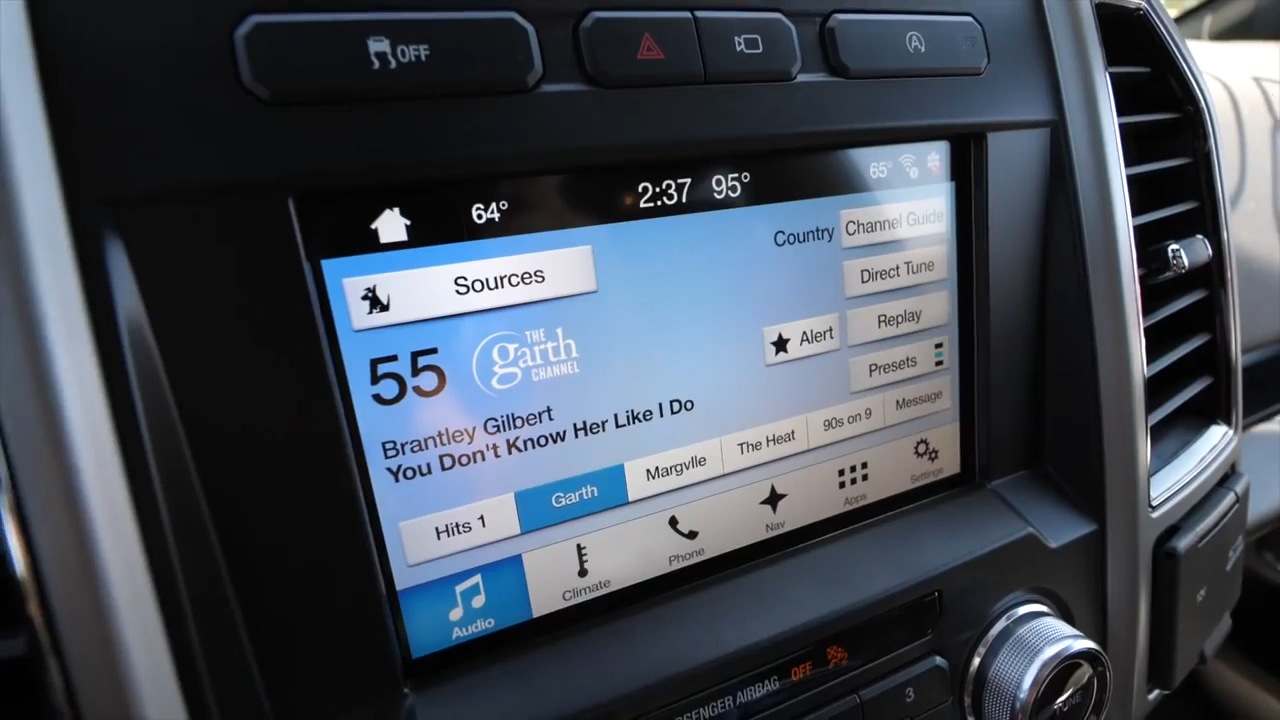 OFF
A
64°
2:37 95°
65°
Sources
Country
Channel Guide
Direct Tune
55
THE
garth
CHANNEL
Alert
Replay
Presets
Brantley Gilbert
You Don't Know Her Like I Do
Hits 1
Garth
Margvlle
The Heat
90s on 9
Message
Audio
Climate
Phone
Nav
Apps
Settings
SSENGER AIRBAG OFF
3
TUNE